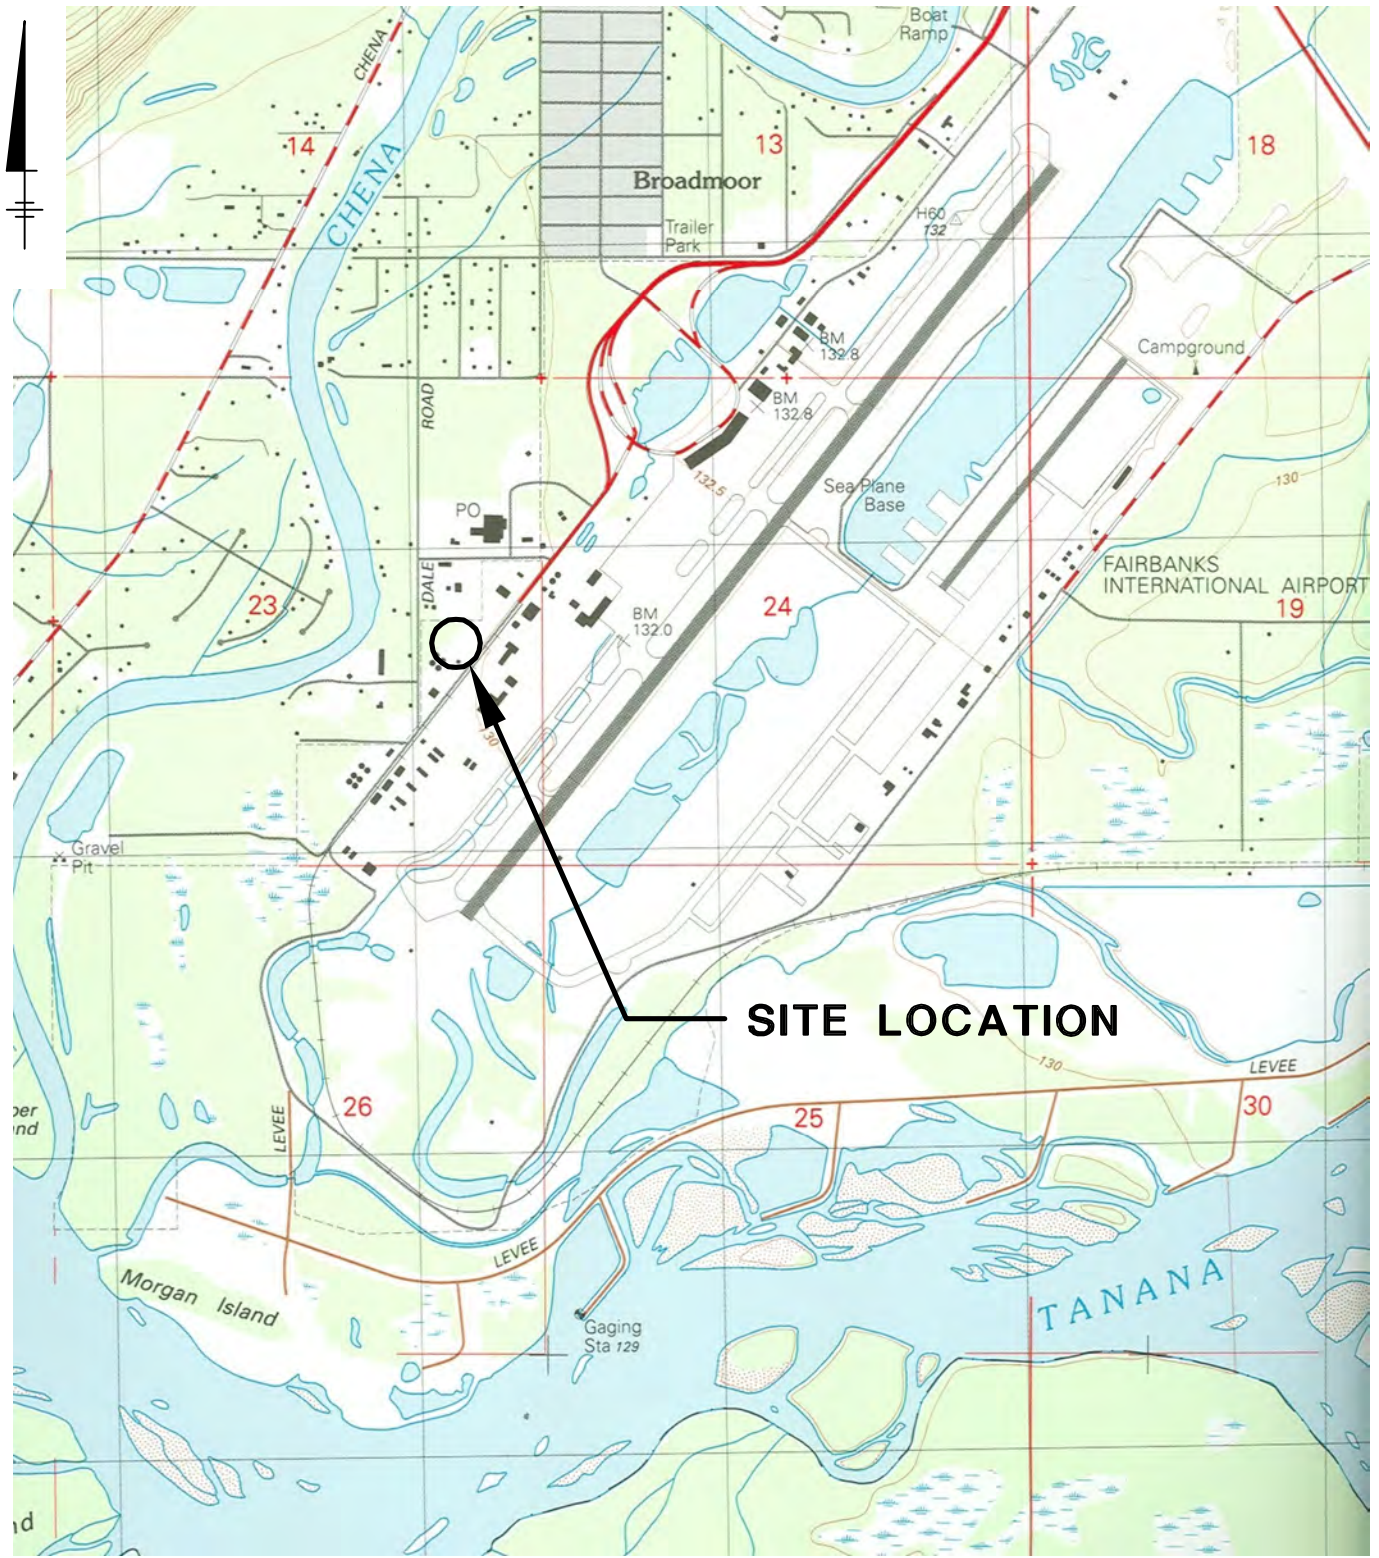 Boat
Ramp
CHENA
14
13
18
CHENA
Broadmoor
Trailer
Park
H60
132
BM
132.8
Campground
ROAD
BM
132.8
132.5
Sea Plane
Base
130
PO
DALE
FAIRBANKS
INTERNATIONAL AIRPORT
23
24
19
BM
132.0
130
Gravel
Pit
SITE LOCATION
130
LEVEE
26
25
30
LEVEE
LEVEE
Morgan Island
TANANA
Gaging
Sta 129